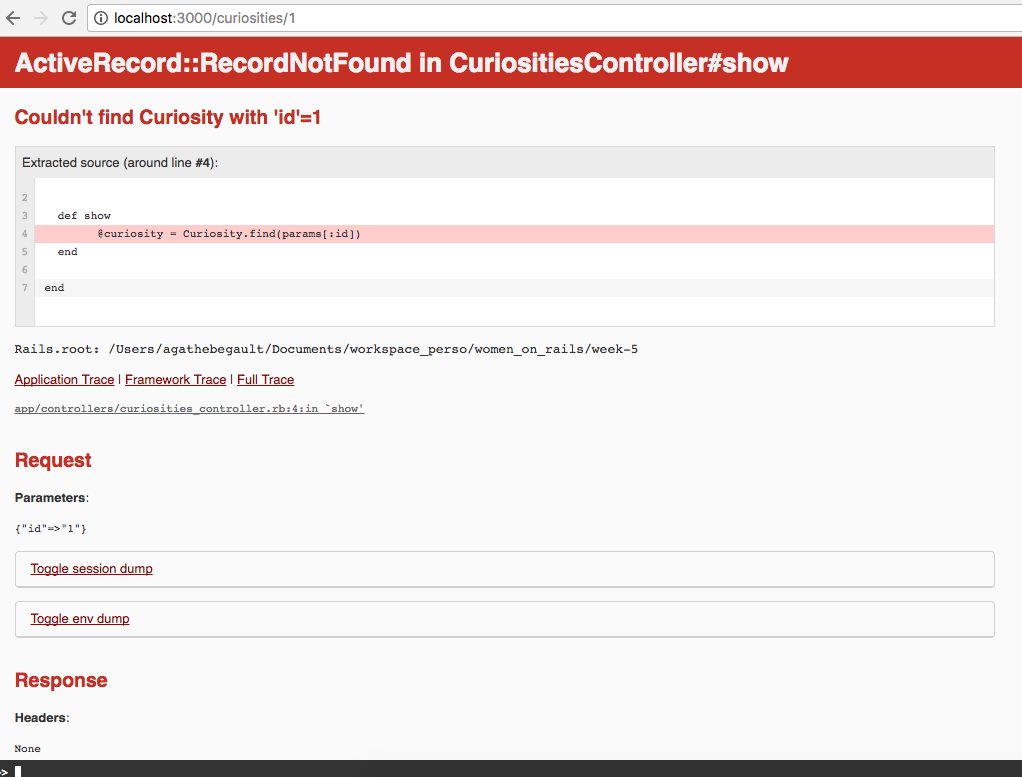 localhost:3000/curiosities/1
ActiveRecord::RecordNotFound in CuriositiesController#show
Couldn't find Curiosity with 'id'=1
Extracted source (around line #4):
2
3 def show
4 @curiosity = Curiosity.find(params[:id])
5 end
6
7 end
Rails.root: /Users/agathebegault/Documents/workspace_perso/women_on_rails/week-5
Application Trace | Framework Trace | Full Trace
app/controllers/curiosities_controller.rb:4:in `show'
Request
Parameters:
{"id"=>"1"}
Toggle session dump
Toggle env dump
Response
Headers:
None
>